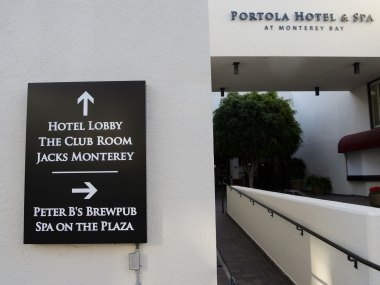 PORTOLA HOTEL & SPA
AT MONTEREY BAY
HOTEL LOBBY
THE CLUB ROOM
JACKS MONTEREY
PETER B'S BREWPUB
SPA ON THE PLAZA